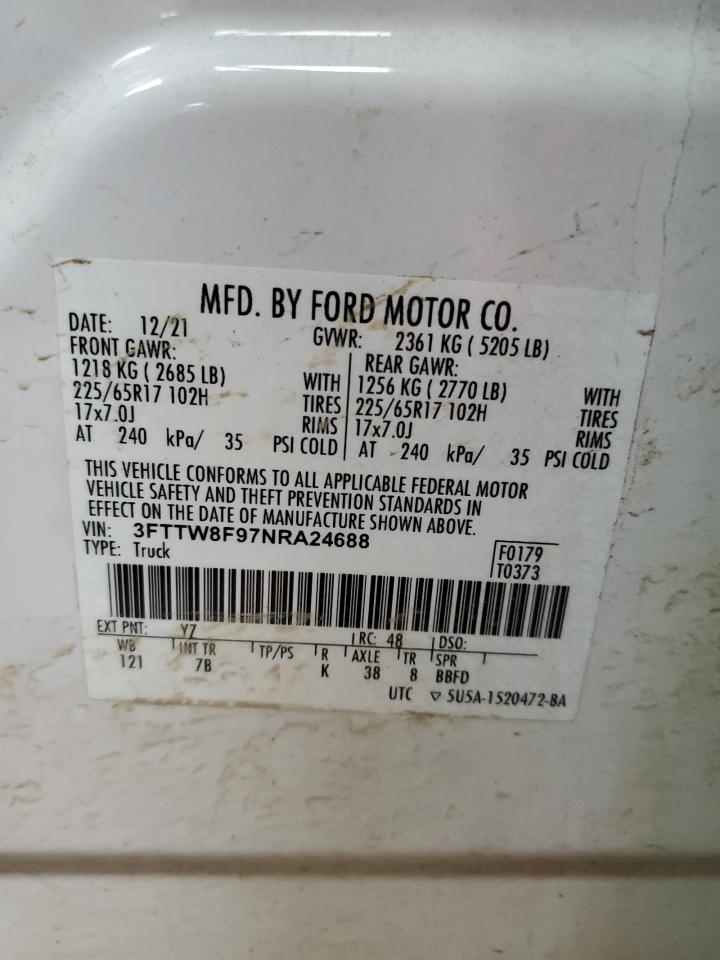 MFD. BY FORD MOTOR CO.
DATE: 12/21 GVWR: 2361 KG ( 5205 LB)
FRONT GAWR: REAR GAWR:
1218 KG ( 2685 LB) WITH 1256 KG ( 2770 LB) WITH
225/65R17 102H TIRES 225/65R17 102H TIRES
17x7.0J RIMS 17x7.0J RIMS
AT 240 kPa/ 35 PSI COLD AT 240 kPa/ 35 PSI COLD
THIS VEHICLE CONFORMS TO ALL APPLICABLE FEDERAL MOTOR
VEHICLE SAFETY AND THEFT PREVENTION STANDARDS IN
EFFECT ON THE DATE OF MANUFACTURE SHOWN ABOVE.
VIN: 3FTTW8F97NRA24688
TYPE: Truck F0179
T0373
EXT PNT: YZ RC: 48 DSO:
WB INT TR TP/PS R AXLE TR SPR
121 7B K 38 8 BBFD
UTC ▽ 5U5A-1520472-BA